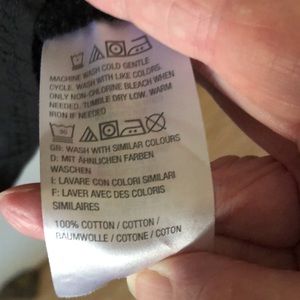 MACHINE WASH COLD GENTLE
CYCLE. WASH WITH LIKE COLORS.
ONLY NON-CHLORINE BLEACH WHEN
NEEDED. TUMBLE DRY LOW. WARM
IRON IF NEEDED
30
GB: WASH WITH SIMILAR COLOURS
D: MIT ÄHNLICHEN FARBEN
WASCHEN
I: LAVARE CON COLORI SIMILARI
F: LAVER AVEC DES COLORIS
SIMILAIRES
100% COTTON / COTTON /
BAUMWOLLE / COTONE / COTON